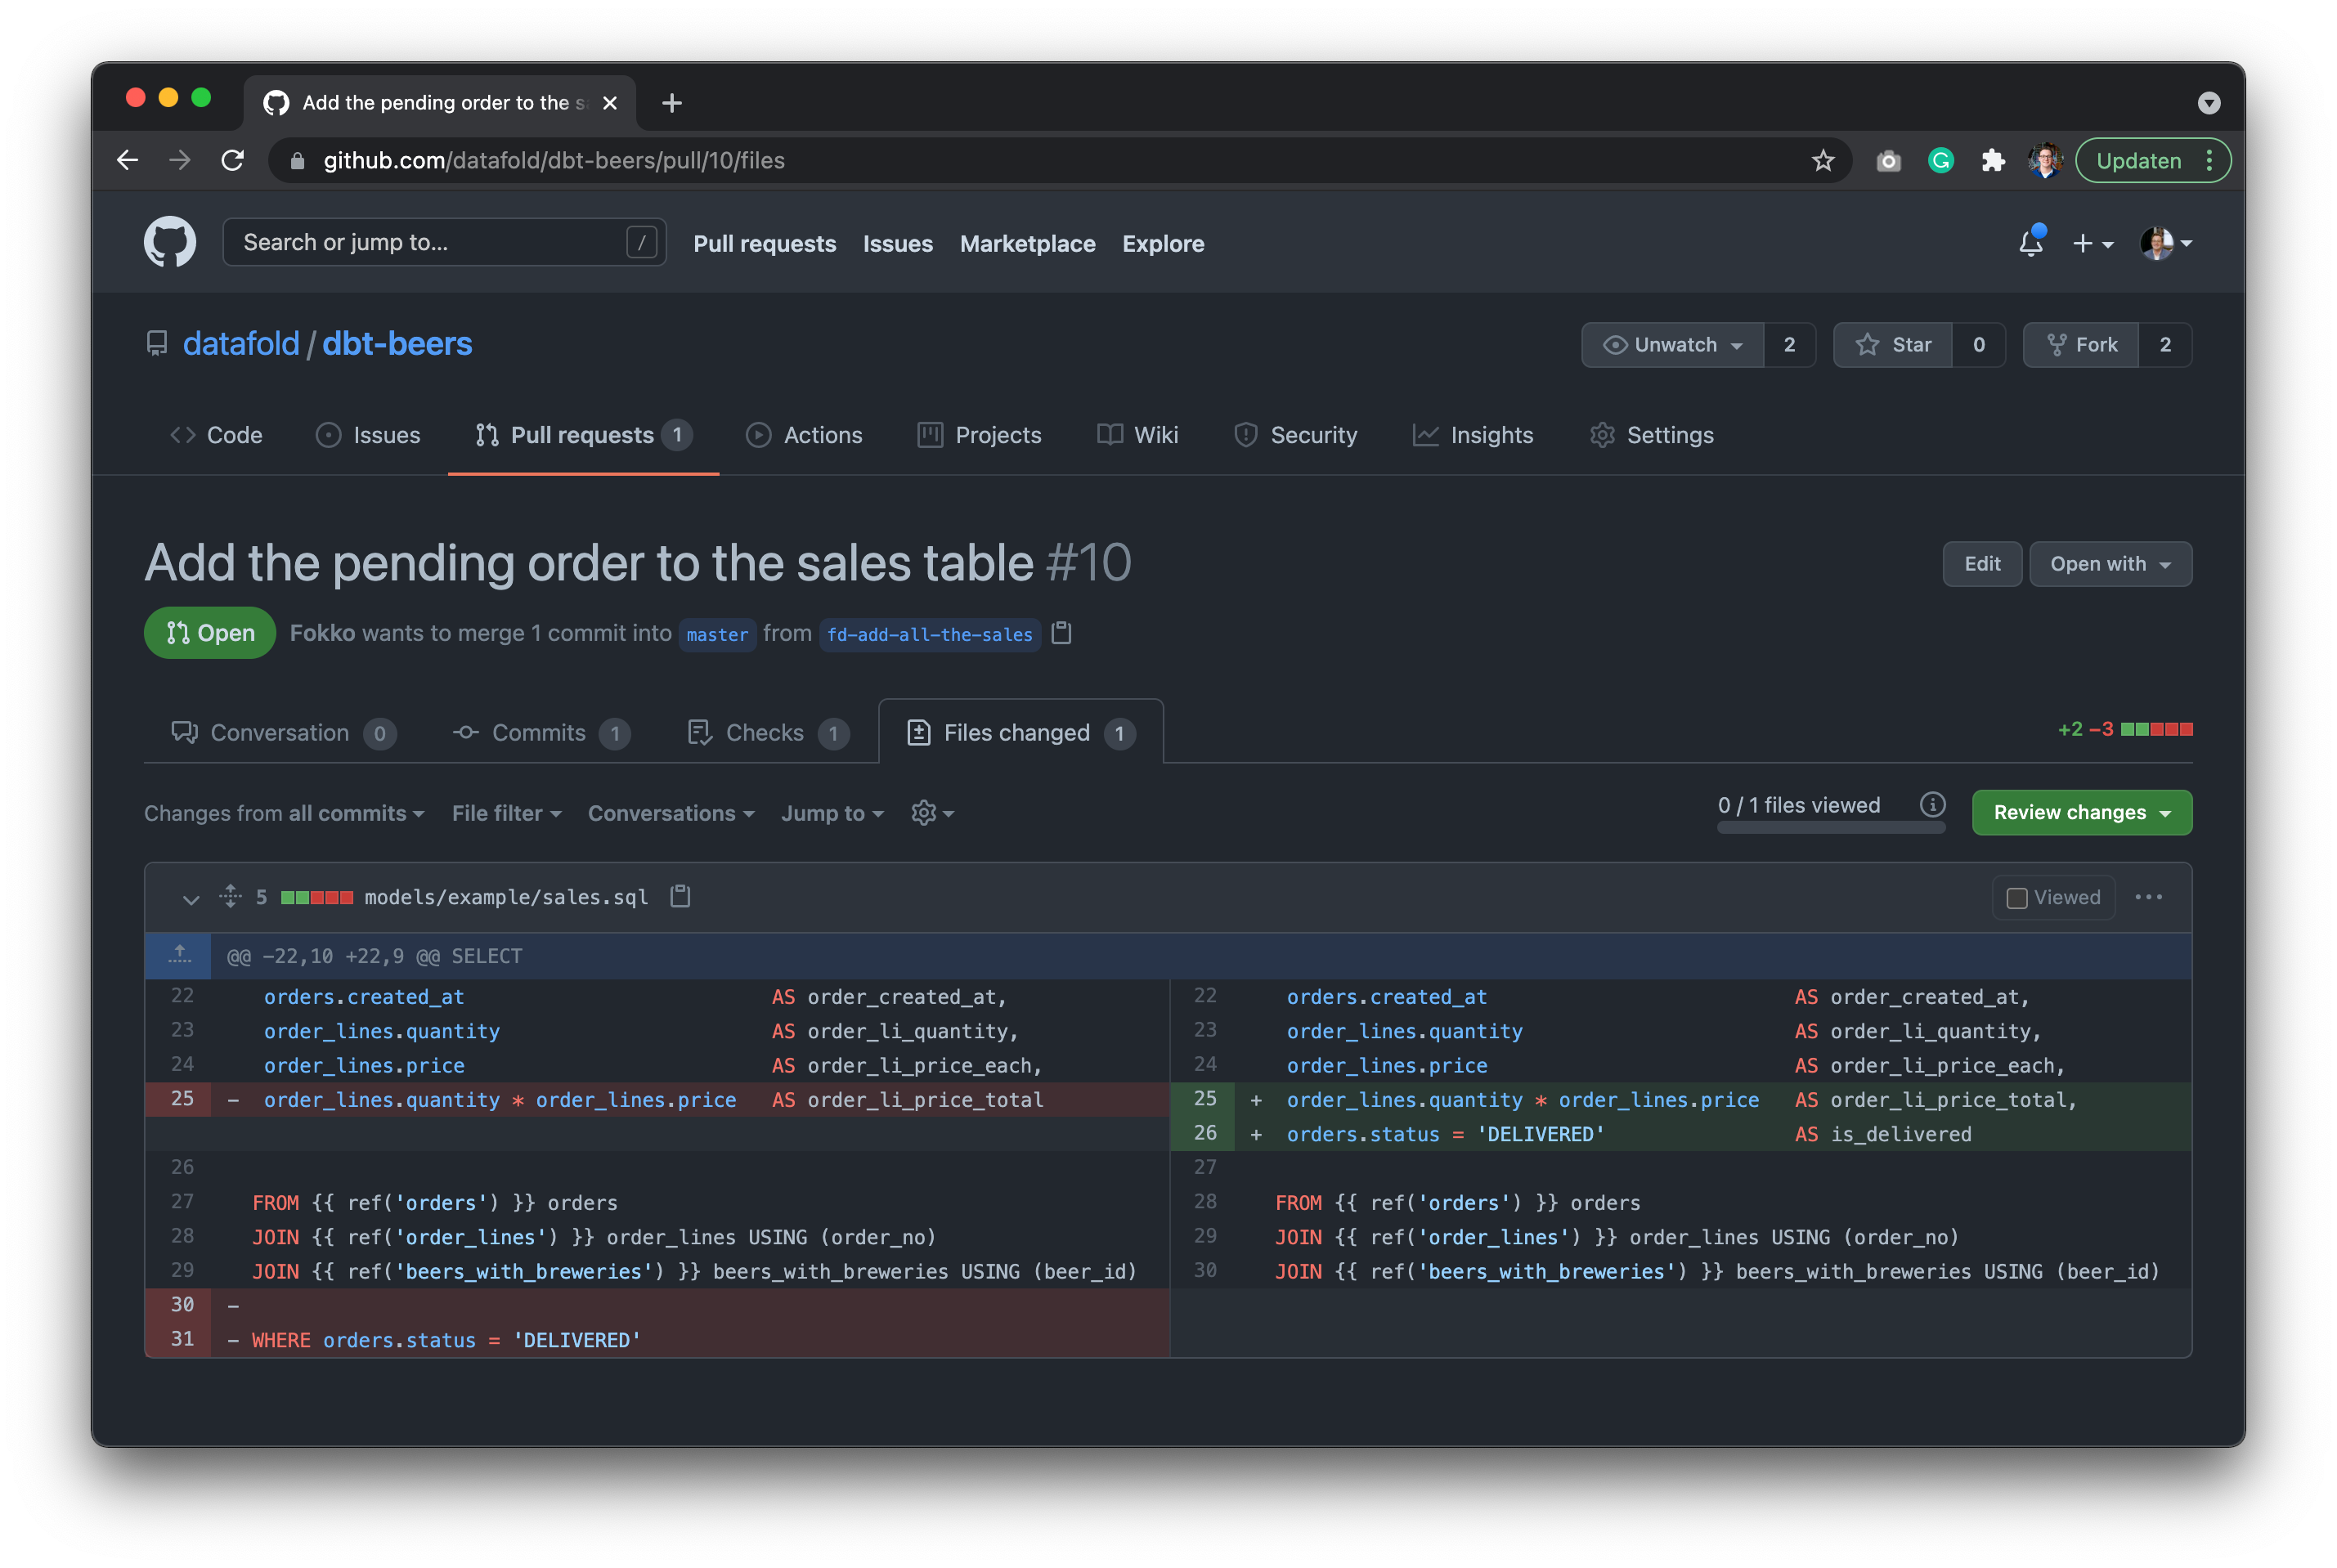 Add the pending order to the s
github.com/datafold/dbt-beers/pull/10/files
Updaten
Search or jump to... /
Pull requests Issues Marketplace Explore
datafold / dbt-beers
Unwatch 2 Star 0 Fork 2
Code Issues Pull requests 1 Actions Projects Wiki Security Insights Settings
Add the pending order to the sales table #10
Edit Open with
Open Fokko wants to merge 1 commit into master from fd-add-all-the-sales
Conversation 0 Commits 1 Checks 1 Files changed 1 +2 −3
Changes from all commits File filter Conversations Jump to 0 / 1 files viewed Review changes
5 models/example/sales.sql Viewed
@@ −22,10 +22,9 @@ SELECT
22 orders.created_at AS order_created_at,
23 order_lines.quantity AS order_li_quantity,
24 order_lines.price AS order_li_price_each,
25 − order_lines.quantity * order_lines.price AS order_li_price_total
26
27 FROM {{ ref('orders') }} orders
28 JOIN {{ ref('order_lines') }} order_lines USING (order_no)
29 JOIN {{ ref('beers_with_breweries') }} beers_with_breweries USING (beer_id)
30 −
31 − WHERE orders.status = 'DELIVERED'
22 orders.created_at AS order_created_at,
23 order_lines.quantity AS order_li_quantity,
24 order_lines.price AS order_li_price_each,
25 + order_lines.quantity * order_lines.price AS order_li_price_total,
26 + orders.status = 'DELIVERED' AS is_delivered
27
28 FROM {{ ref('orders') }} orders
29 JOIN {{ ref('order_lines') }} order_lines USING (order_no)
30 JOIN {{ ref('beers_with_breweries') }} beers_with_breweries USING (beer_id)